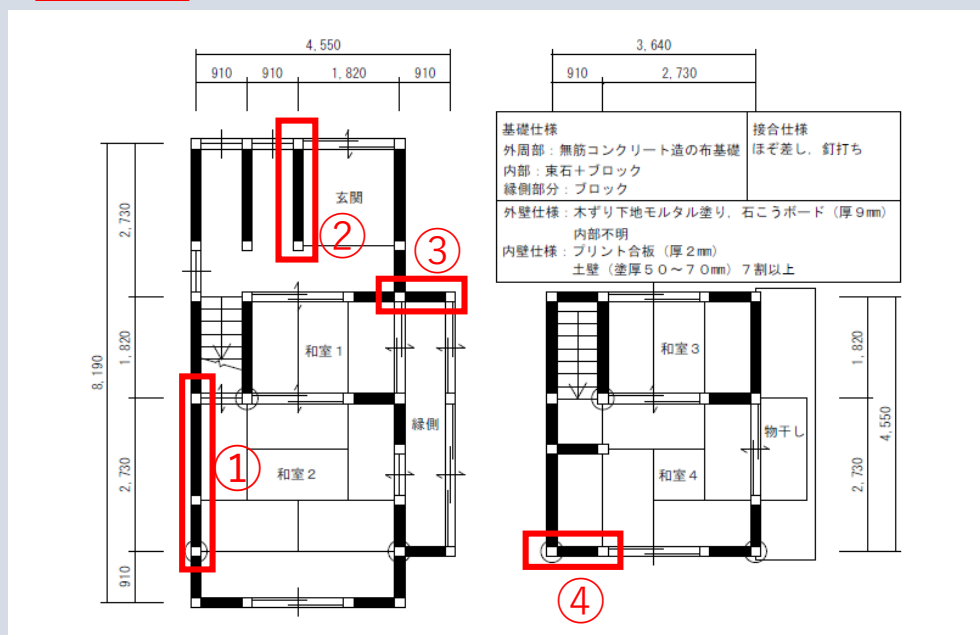 4,550
910 910 1,820 910
3,640
910 2,730
基礎仕様
外周部：無筋コンクリート造の布基礎
内部：束石＋ブロック
縁側部分：ブロック
接合仕様
ほぞ差し，釘打ち
外壁仕様：木ずり下地モルタル塗り，石こうボード（厚９㎜）
内部不明
内壁仕様：プリント合板（厚２㎜）
土壁（塗厚５０～７０㎜）７割以上
2,730
玄関
②
③
8,190
1,820
和室１
和室３
1,820
縁側
物干し
4,550
2,730
①
和室２
和室４
2,730
910
④